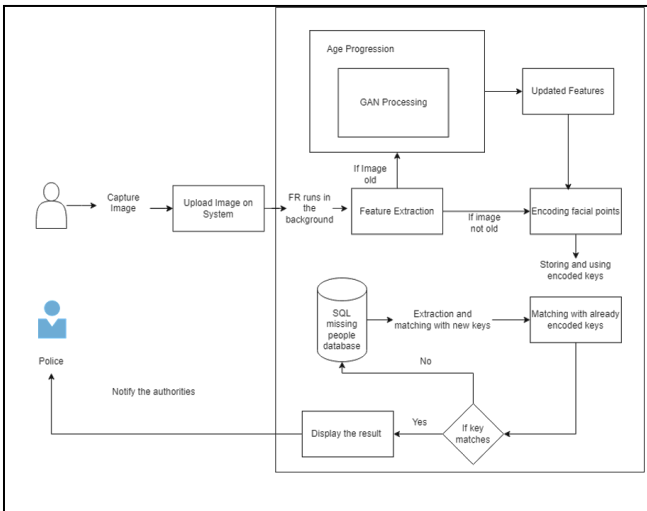 Age Progression
GAN Processing
Updated Features
If Image
old
Capture
Image
Upload Image on
System
FR runs in
the
background
Feature Extraction
If image
not old
Encoding facial points
Storing and using
encoded keys
SQL
missing
people
database
Extraction and
matching with new keys
Matching with already
encoded keys
Police
No
Notify the authorities
Display the result
Yes
If key
matches